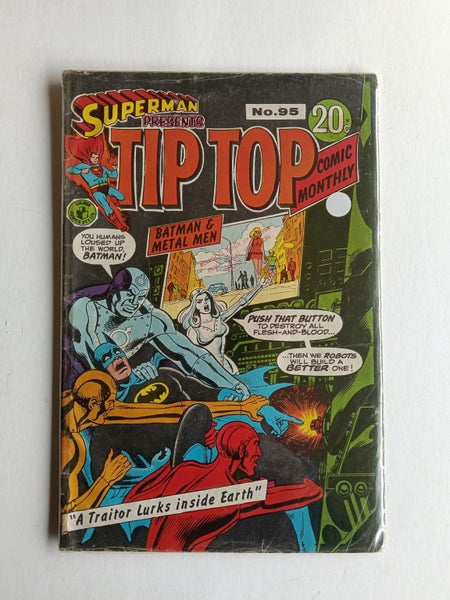 SUPERMAN
PRESENTS
No.95
20c
TIP TOP
COMIC
MONTHLY
BATMAN &
METAL MEN
YOU HUMANS
LOUSED UP
THE WORLD,
BATMAN!
PUSH THAT BUTTON
TO DESTROY ALL
FLESH-AND-BLOOD...
...THEN WE ROBOTS
WILL BUILD A
BETTER ONE!
"A Traitor Lurks inside Earth"